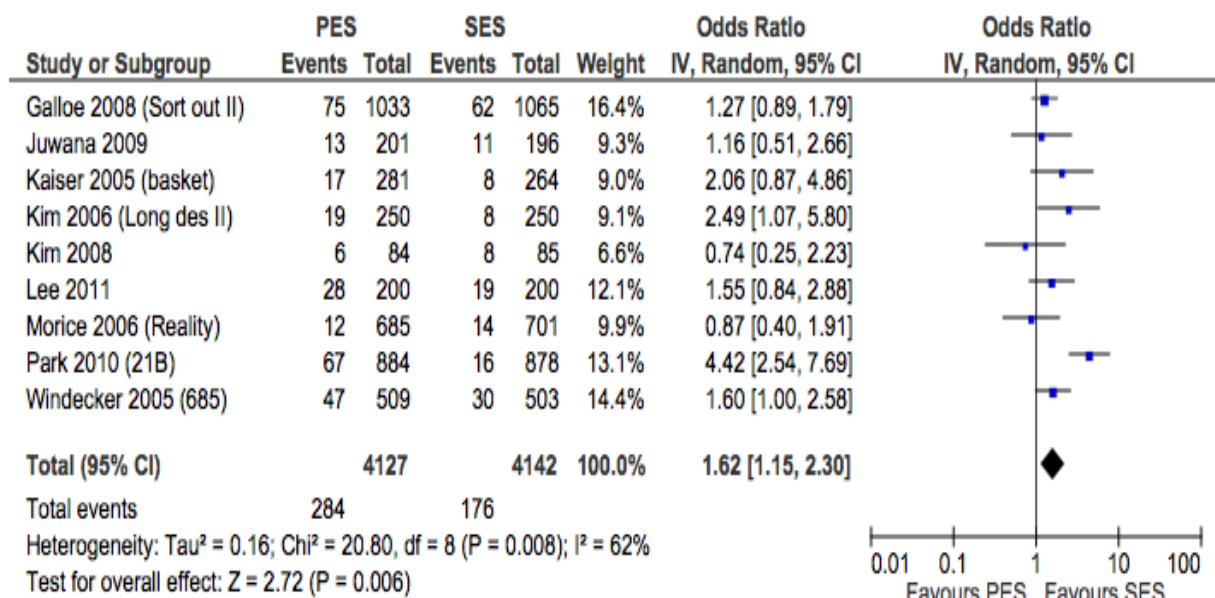 PES SES Odds Ratio Odds Ratio
Study or Subgroup Events Total Events Total Weight IV, Random, 95% CI IV, Random, 95% CI
Galloe 2008 (Sort out II) 75 1033 62 1065 16.4% 1.27 [0.89, 1.79]
Juwana 2009 13 201 11 196 9.3% 1.16 [0.51, 2.66]
Kaiser 2005 (basket) 17 281 8 264 9.0% 2.06 [0.87, 4.86]
Kim 2006 (Long des II) 19 250 8 250 9.1% 2.49 [1.07, 5.80]
Kim 2008 6 84 8 85 6.6% 0.74 [0.25, 2.23]
Lee 2011 28 200 19 200 12.1% 1.55 [0.84, 2.88]
Morice 2006 (Reality) 12 685 14 701 9.9% 0.87 [0.40, 1.91]
Park 2010 (21B) 67 884 16 878 13.1% 4.42 [2.54, 7.69]
Windecker 2005 (685) 47 509 30 503 14.4% 1.60 [1.00, 2.58]
Total (95% CI) 4127 4142 100.0% 1.62 [1.15, 2.30]
Total events 284 176
Heterogeneity: Tau² = 0.16; Chi² = 20.80, df = 8 (P = 0.008); I² = 62%
Test for overall effect: Z = 2.72 (P = 0.006)
0.01 0.1 1 10 100
Favours PES Favours SES